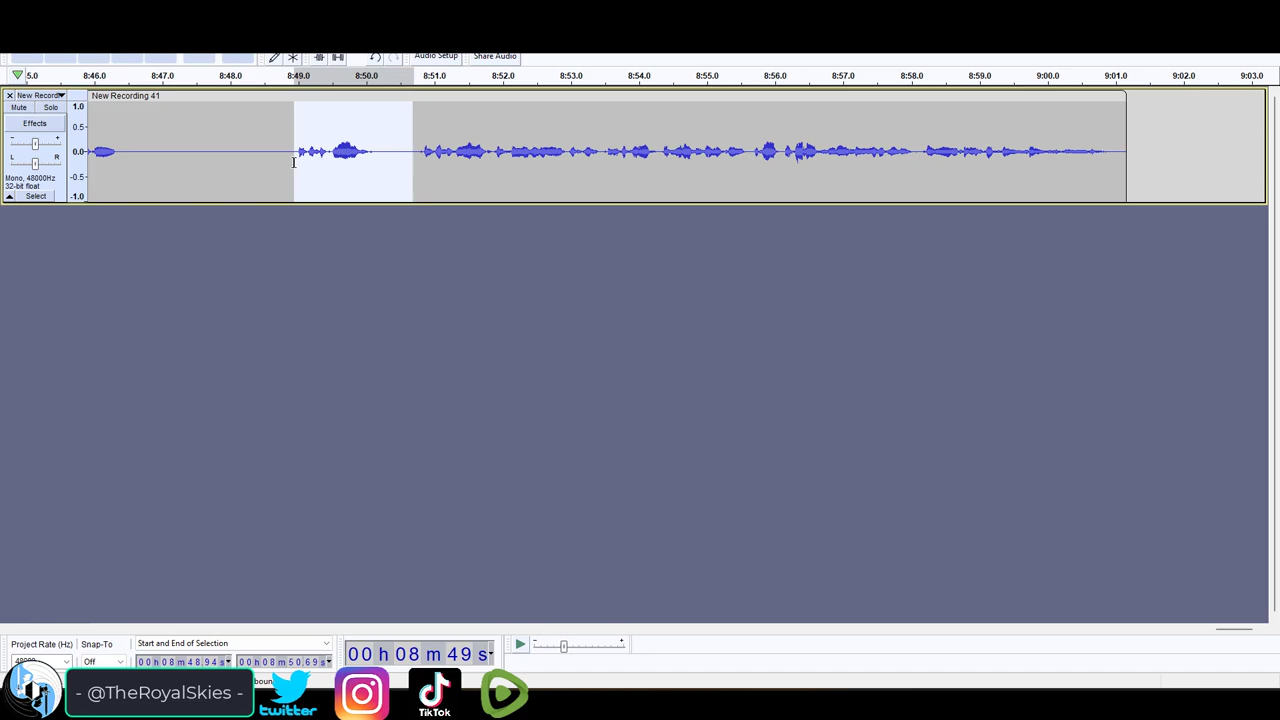 Audio Setup Share Audio
5.0 8:46.0 8:47.0 8:48.0 8:49.0 8:50.0 8:51.0 8:52.0 8:53.0 8:54.0 8:55.0 8:56.0 8:57.0 8:58.0 8:59.0 9:00.0 9:01.0 9:02.0 9:03.0
New Record New Recording 41
Mute Solo
Effects
- +
L R
Mono, 48000Hz
32-bit float
Select
1.0
0.5
0.0
-0.5
-1.0
Project Rate (Hz) Snap-To Start and End of Selection
Off 00h08m48.94s 00h08m50.69s
00h08m49s
- +
- @TheRoyalSkies -
twitter
TikTok